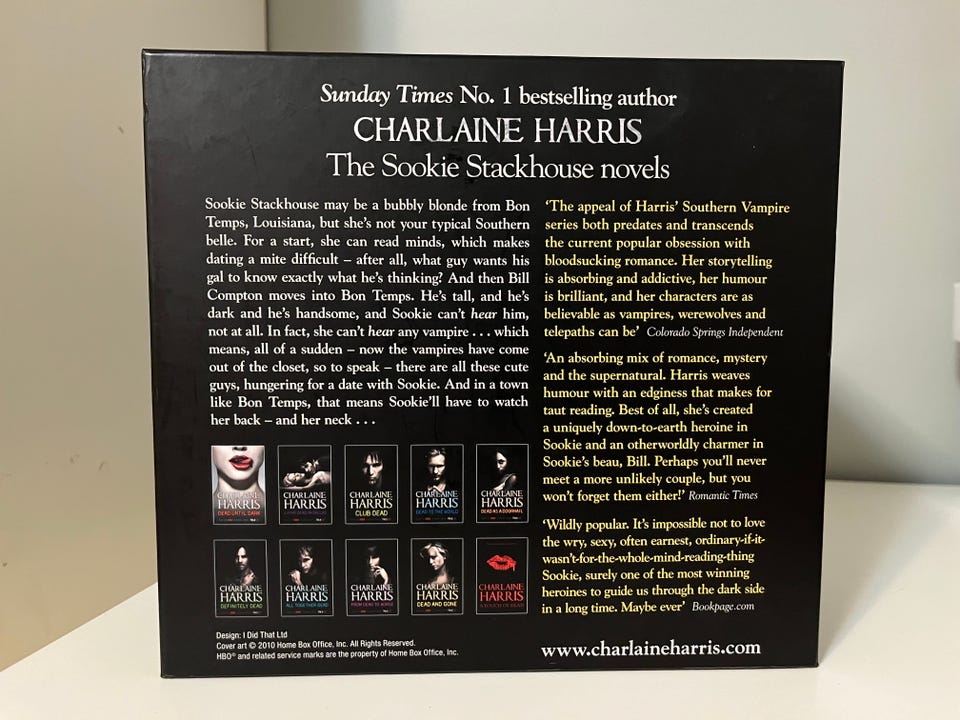 Sunday Times No. 1 bestselling author
CHARLAINE HARRIS
The Sookie Stackhouse novels
Sookie Stackhouse may be a bubbly blonde from Bon
Temps, Louisiana, but she's not your typical Southern
belle. For a start, she can read minds, which makes
dating a mite difficult – after all, what guy wants his
gal to know exactly what he's thinking? And then Bill
Compton moves into Bon Temps. He's tall, and he's
dark and he's handsome, and Sookie can't hear him,
not at all. In fact, she can't hear any vampire . . . which
means, all of a sudden – now the vampires have come
out of the closet, so to speak – there are all these cute
guys, hungering for a date with Sookie. And in a town
like Bon Temps, that means Sookie'll have to watch
her back – and her neck . . .
'The appeal of Harris' Southern Vampire
series both predates and transcends
the current popular obsession with
bloodsucking romance. Her storytelling
is absorbing and addictive, her humour
is brilliant, and her characters are as
believable as vampires, werewolves and
telepaths can be' Colorado Springs Independent
'An absorbing mix of romance, mystery
and the supernatural. Harris weaves
humour with an edginess that makes for
taut reading. Best of all, she's created
a uniquely down-to-earth heroine in
Sookie and an otherworldly charmer in
Sookie's beau, Bill. Perhaps you'll never
meet a more unlikely couple, but you
won't forget them either!' Romantic Times
'Wildly popular. It's impossible not to love
the wry, sexy, often earnest, ordinary-if-it-
wasn't-for-the-whole-mind-reading-thing
Sookie, surely one of the most winning
heroines to guide us through the dark side
in a long time. Maybe ever' Bookpage.com
CHARLAINE
HARRIS
DEAD UNTIL DARK
CHARLAINE
HARRIS
CHARLAINE
HARRIS
CLUB DEAD
CHARLAINE
HARRIS
DEAD TO THE WORLD
CHARLAINE
HARRIS
DEAD AS A DOORNAIL
CHARLAINE
HARRIS
DEFINITELY DEAD
CHARLAINE
HARRIS
ALL TOGETHER DEAD
CHARLAINE
HARRIS
FROM DEAD TO WORSE
CHARLAINE
HARRIS
DEAD AND GONE
CHARLAINE
HARRIS
A TOUCH OF DEAD
Design: I Did That Ltd
Cover art © 2010 Home Box Office, Inc. All Rights Reserved.
HBO® and related service marks are the property of Home Box Office, Inc.
www.charlaineharris.com